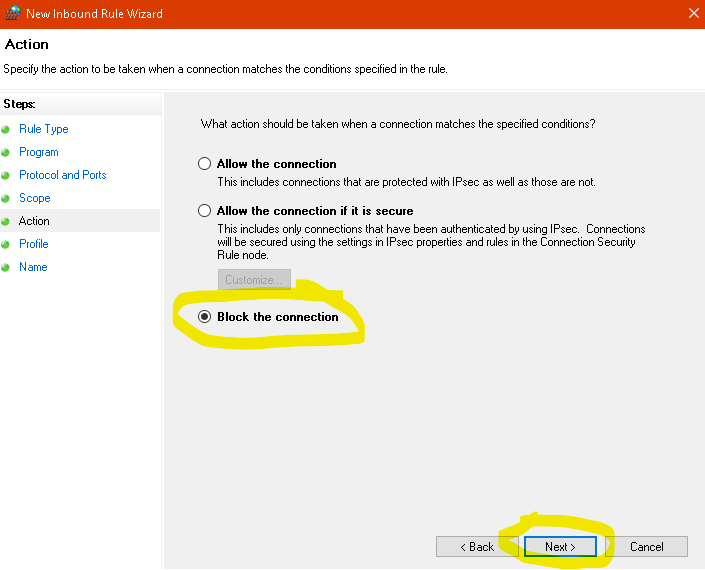 New Inbound Rule Wizard
Action
Specify the action to be taken when a connection matches the conditions specified in the rule.
Steps:
Rule Type
Program
Protocol and Ports
Scope
Action
Profile
Name
What action should be taken when a connection matches the specified conditions?
Allow the connection
This includes connections that are protected with IPsec as well as those are not.
Allow the connection if it is secure
This includes only connections that have been authenticated by using IPsec. Connections
will be secured using the settings in IPsec properties and rules in the Connection Security
Rule node.
Customize...
Block the connection
< Back
Next >
Cancel